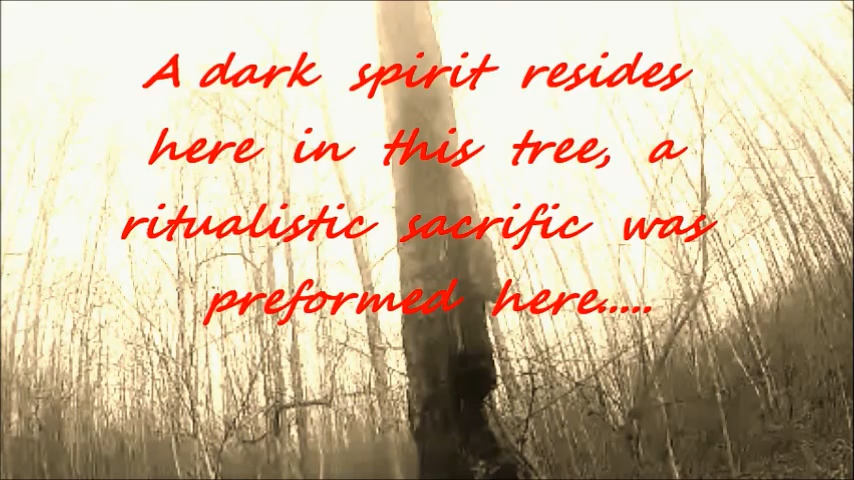 A dark spirit resides
here in this tree, a
ritualistic sacrific was
preformed here.....